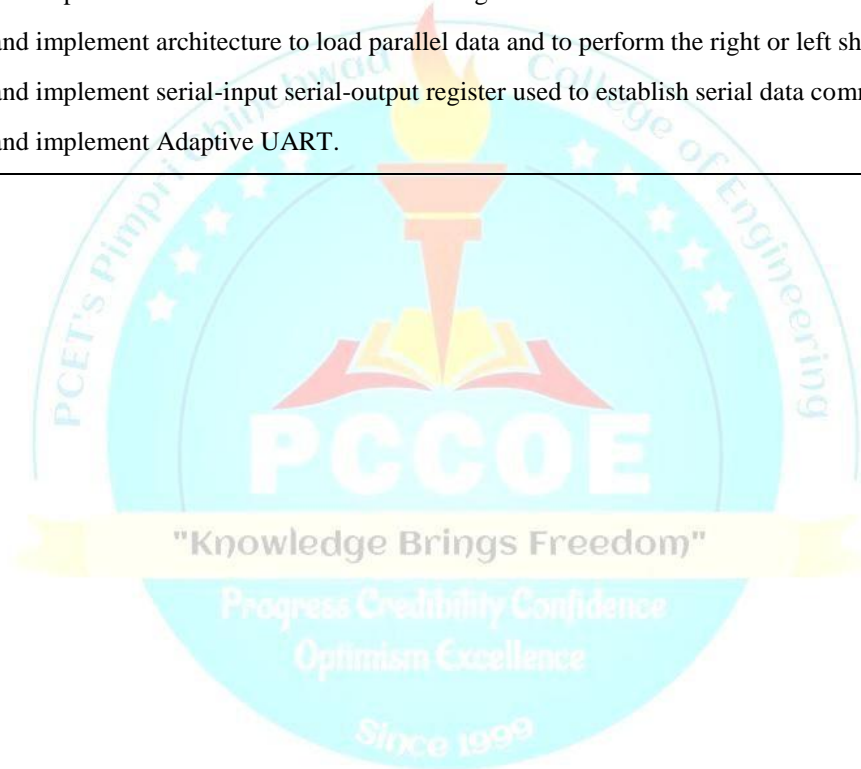 and implement architecture to load parallel data and to perform the right or left
and implement serial-input serial-output register used to establish serial data
and implement Adaptive UART.
PCET's Pimpri Chinchwad College of Engineering
PCCOE
"Knowledge Brings Freedom"
Progress Credibility Confidence
Optimism Excellence
Since 1999